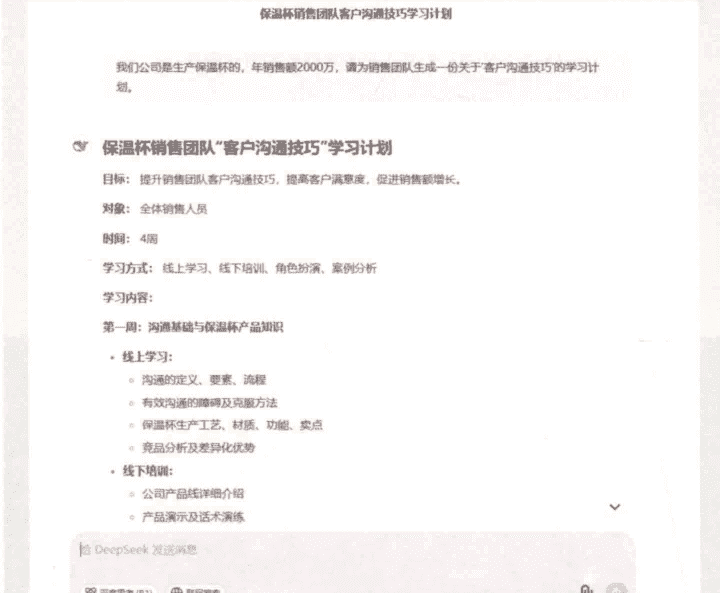 保温杯销售团队客户沟通技巧学习计划
我们公司是生产保温杯的，年销售额2000万，请为销售团队生成一份关于“客户沟通技巧”的学习计
划。
保温杯销售团队“客户沟通技巧”学习计划
目标： 提升销售团队客户沟通技巧，提高客户满意度，促进销售额增长。
对象： 全体销售人员
时间： 4周
学习方式： 线上学习、线下培训、角色扮演、案例分析
学习内容：
第一周：沟通基础与保温杯产品知识
• 线上学习：
○ 沟通的定义、要素、流程
○ 有效沟通的障碍及克服方法
○ 保温杯生产工艺、材质、功能、卖点
○ 竞品分析及差异化优势
• 线下培训：
○ 公司产品线详细介绍
○ 产品演示及话术演练
给 DeepSeek 发送消息